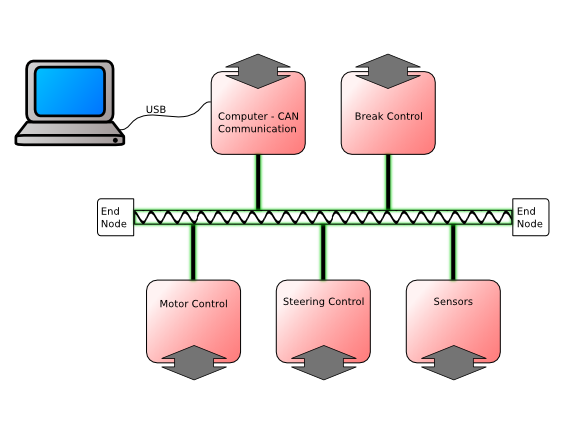 USB
Computer - CAN
Communication
Break Control
End
Node
End
Node
Motor Control
Steering Control
Sensors